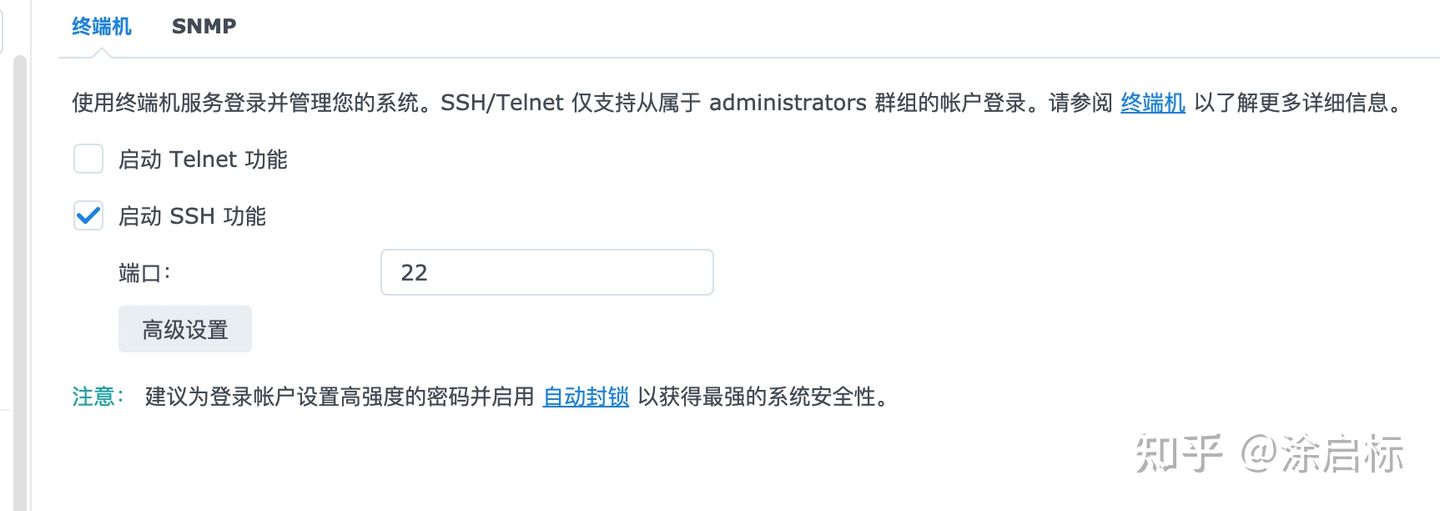 终端机 SNMP
使用终端机服务登录并管理您的系统。SSH/Telnet 仅支持从属于 administrators 群组的帐户登录。请参阅 终端机 以了解更多详细信息。
启动 Telnet 功能
启动 SSH 功能
端口： 22
高级设置
注意： 建议为登录帐户设置高强度的密码并启用 自动封锁 以获得最强的系统安全性。
知乎 @涂启标